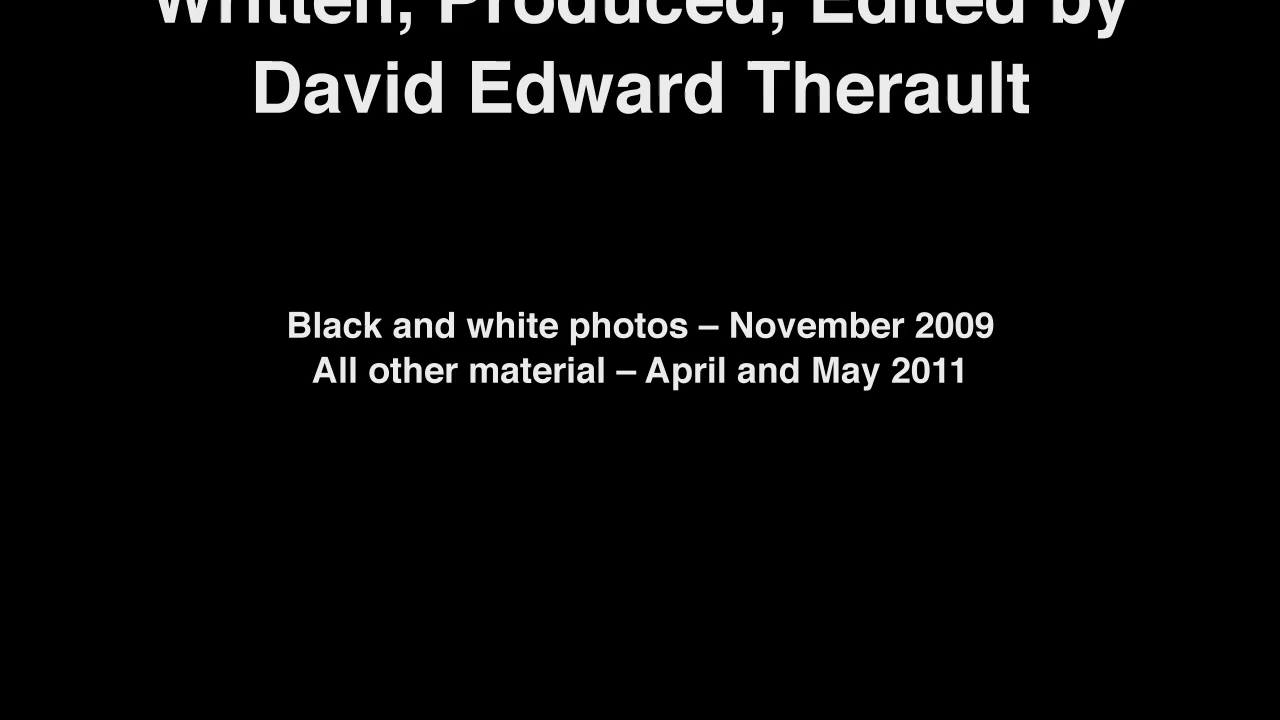 Written, Produced, Edited by
David Edward Therault
Black and white photos – November 2009
All other material – April and May 2011